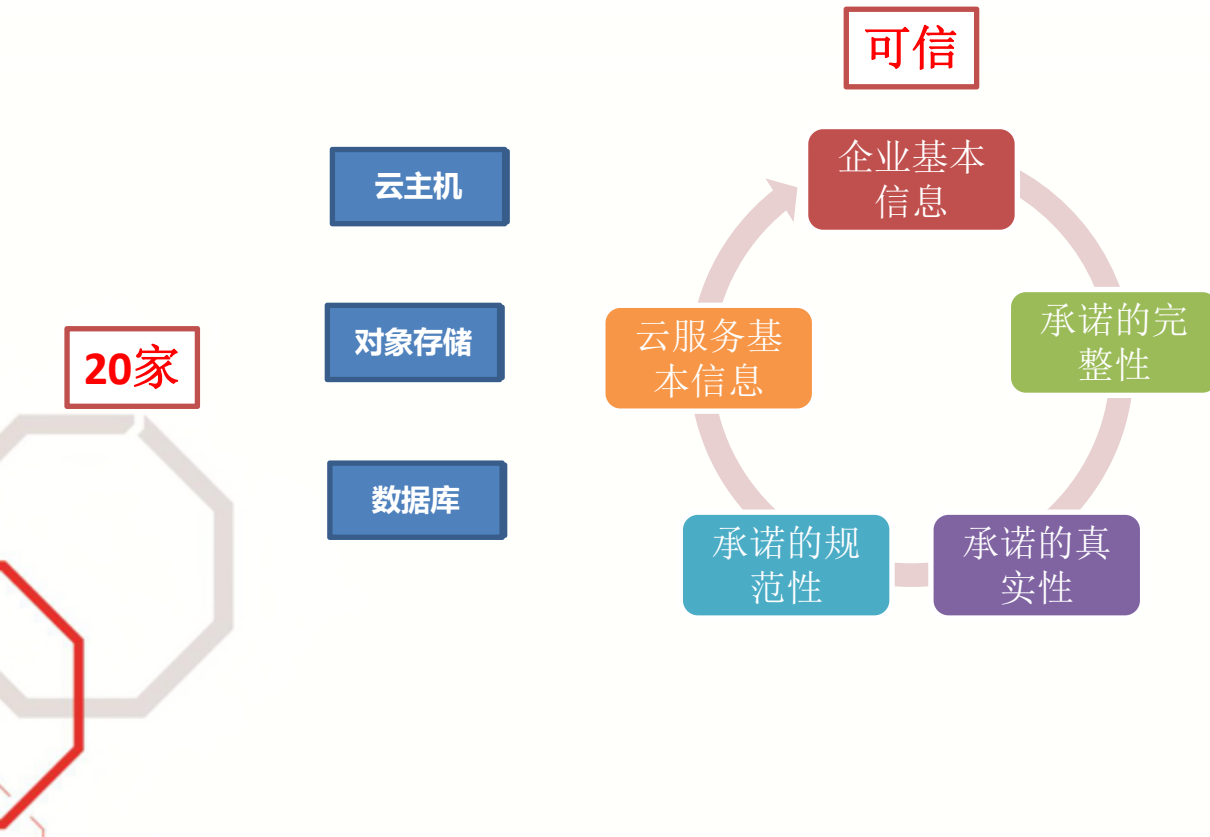 可信
企业基本
信息
云主机
承诺的完
整性
云服务基
本信息
对象存储
20家
数据库
承诺的规
范性
承诺的真
实性